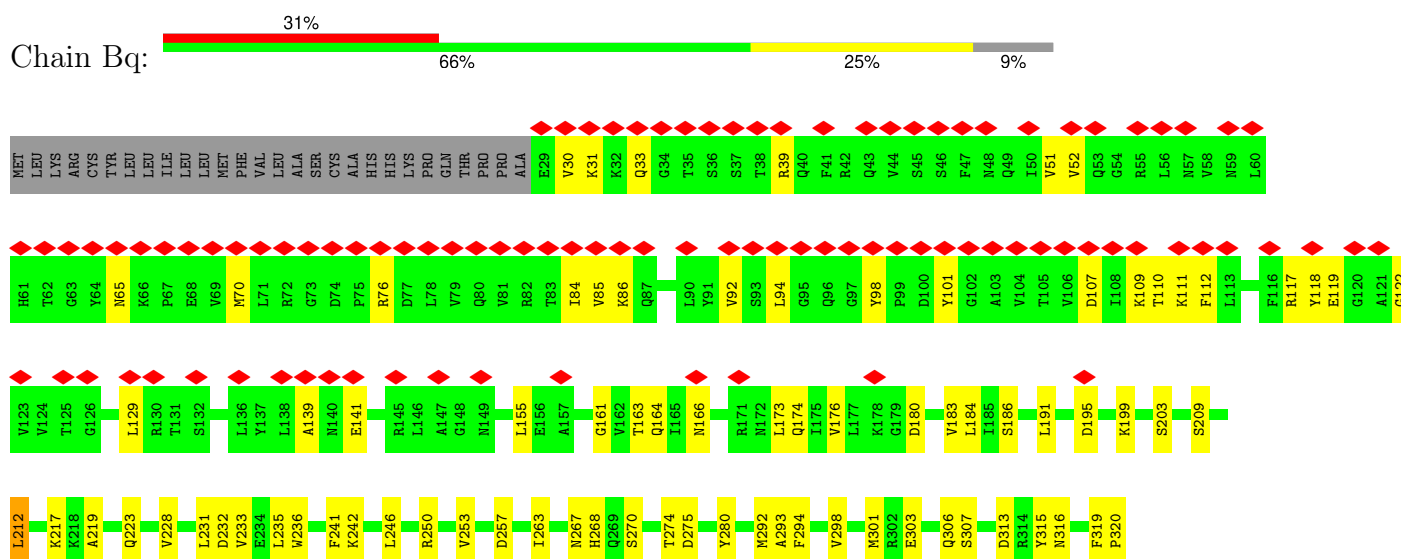 31%
Chain Bq:
66% 25% 9%
MET LEU LYS ARG CYS TYR LEU LEU ILE LEU LEU MET PHE VAL LEU ALA SER CYS ALA HIS HIS LYS PRO GLN THR PRO PRO ALA E29 V30 K31 K32 Q33 G34 T35 S36 S37 T38 R39 Q40 F41 R42 Q43 V44 S45 S46 F47 N48 Q49 I50 V51 V52 Q53 G54 R55 L56 N57 V58 N59 L60
H61 T62 G63 Y64 N65 K66 P67 E68 V69 M70 L71 R72 G73 D74 P75 R76 D77 L78 V79 Q80 V81 R82 T83 I84 V85 K86 Q87 L90 Y91 V92 S93 L94 G95 Q96 G97 Y98 P99 D100 Y101 G102 A103 V104 T105 V106 D107 I108 K109 T110 K111 F112 L113 F116 R117 Y118 E119 G120 A121 G122
V123 V124 T125 G126 L129 R130 T131 S132 L136 Y137 L138 A139 N140 E141 R145 L146 A147 G148 N149 L155 E156 A157 G161 V162 T163 Q164 I165 N166 R171 N172 L173 Q174 I175 V176 L177 K178 G179 D180 V183 L184 I185 S186 L191 D195 K199 S203 S209
L212 K217 K218 A219 Q223 V228 L231 D232 V233 E234 L235 W236 F241 K242 L246 R250 V253 D257 I263 N267 H268 Q269 S270 T274 D275 Y280 M292 A293 F294 V298 M301 R302 E303 Q306 S307 D313 R314 Y315 N316 F319 P320